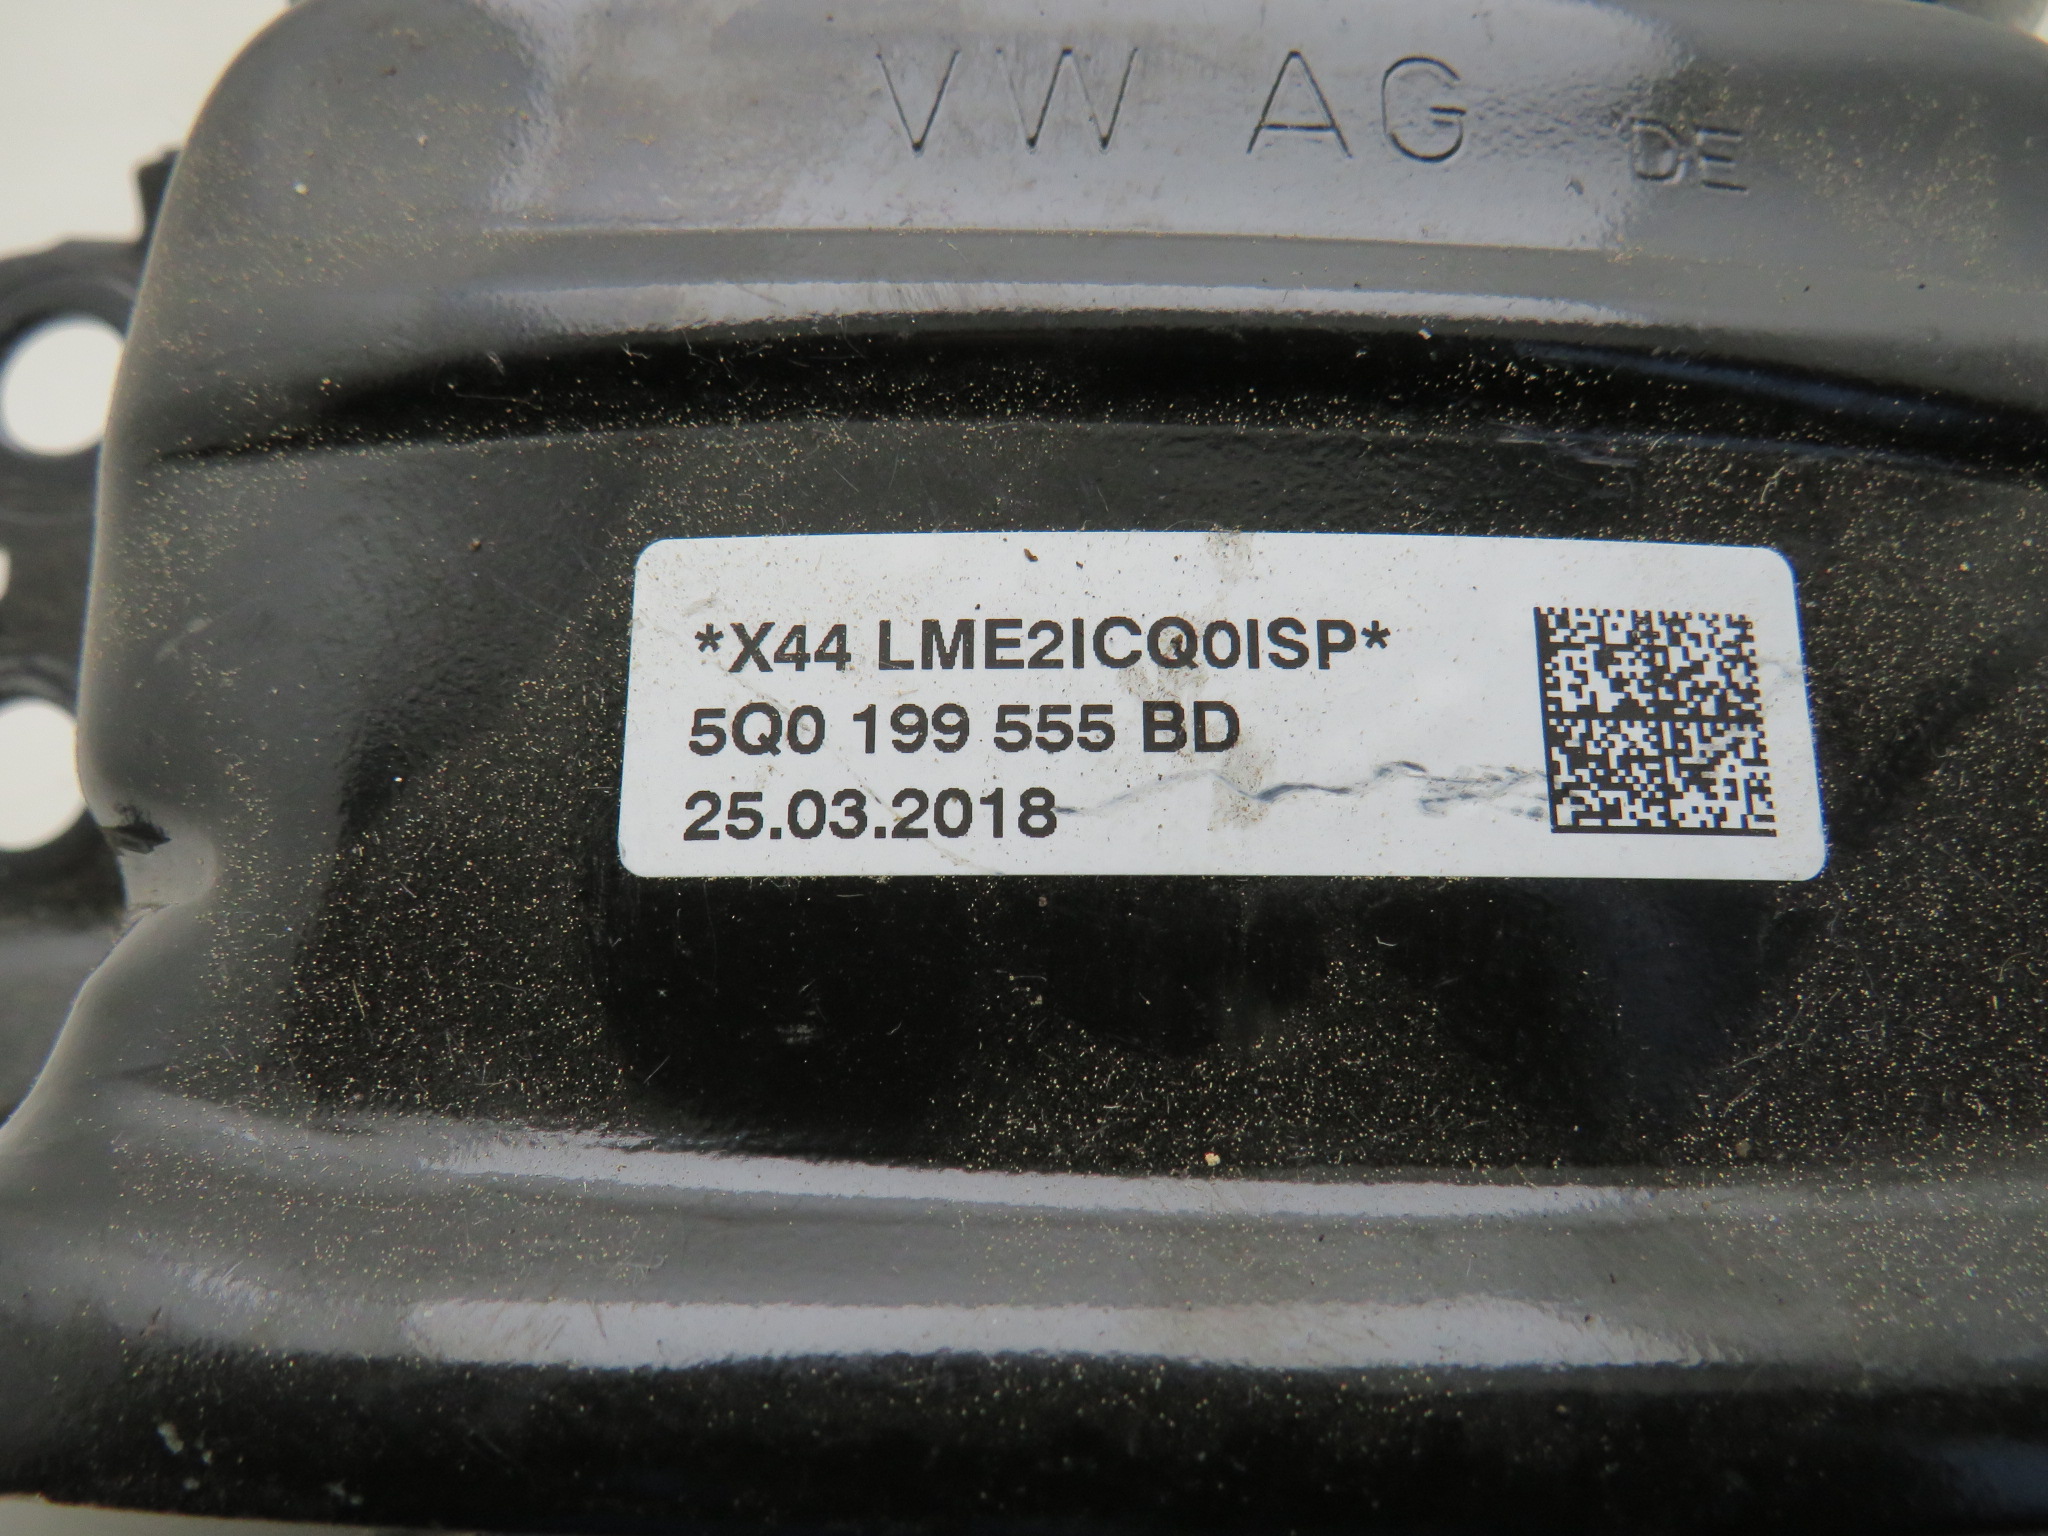 VW AG DE
*X44 LME2ICQ0ISP*
5Q0 199 555 BD
25.03.2018